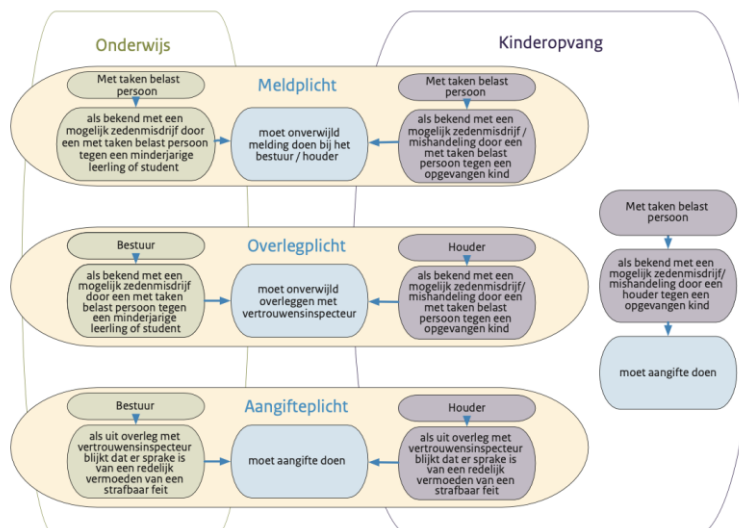 Onderwijs
Kinderopvang
Meldplicht
Met taken belast
persoon
als bekend met een
mogelijk zedenmisdrijf door
een met taken belast persoon
tegen een minderjarige
leerling of student
moet onverwijld
melding doen bij het
bestuur / houder
Met taken belast
persoon
als bekend met een
mogelijk zedenmisdrijf /
mishandeling door een
met taken belast
persoon tegen een
opgevangen kind
Overlegplicht
Bestuur
als bekend met een
mogelijk zedenmisdrijf
door een met taken
belast persoon tegen
een minderjarige
leerling of student
moet onverwijld
overleggen met
vertrouwensinspecteur
Houder
als bekend met een
mogelijk zedenmisdrijf/
mishandeling door een
met taken belast
persoon tegen een
opgevangen kind
Aangifteplicht
Bestuur
als uit overleg met
vertrouwensinspecteur
blijkt dat er sprake is
van een redelijk
vermoeden van een
strafbaar feit
moet aangifte doen
Houder
als uit overleg met
vertrouwensinspecteur
blijkt dat er sprake is
van een redelijk
vermoeden van een
strafbaar feit
Met taken belast
persoon
als bekend met een
mogelijk zedenmisdrijf/
mishandeling door een
houder tegen een
opgevangen kind
moet aangifte doen